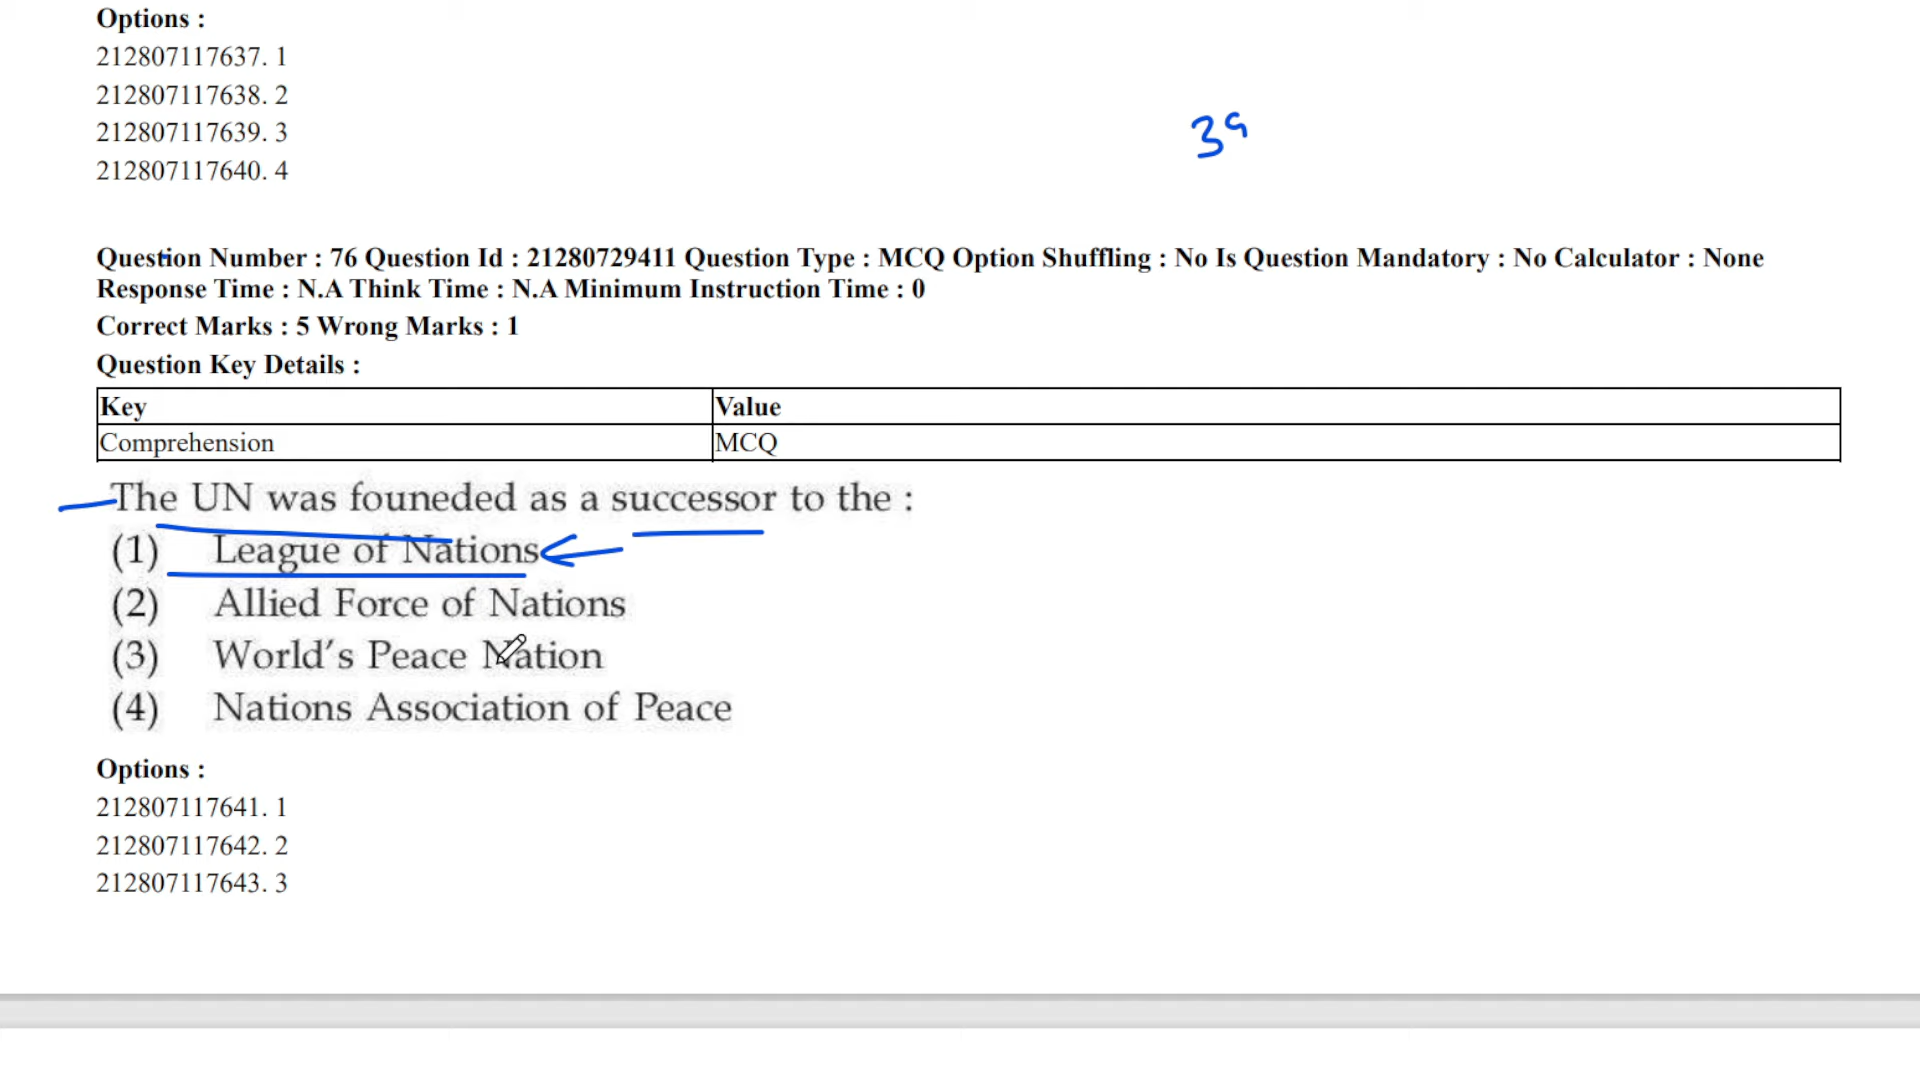 Options :
212807117637. 1
212807117638. 2
212807117639. 3
212807117640. 4
Question Number : 76 Question Id : 21280729411 Question Type : MCQ Option Shuffling : No Is Question Mandatory : No Calculator : None
Response Time : N.A Think Time : N.A Minimum Instruction Time : 0
Correct Marks : 5 Wrong Marks : 1
Question Key Details :
Key Value
Comprehension MCQ
The UN was founeded as a successor to the :
(1) League of Nations
(2) Allied Force of Nations
(3) World's Peace Nation
(4) Nations Association of Peace
Options :
212807117641. 1
212807117642. 2
212807117643. 3